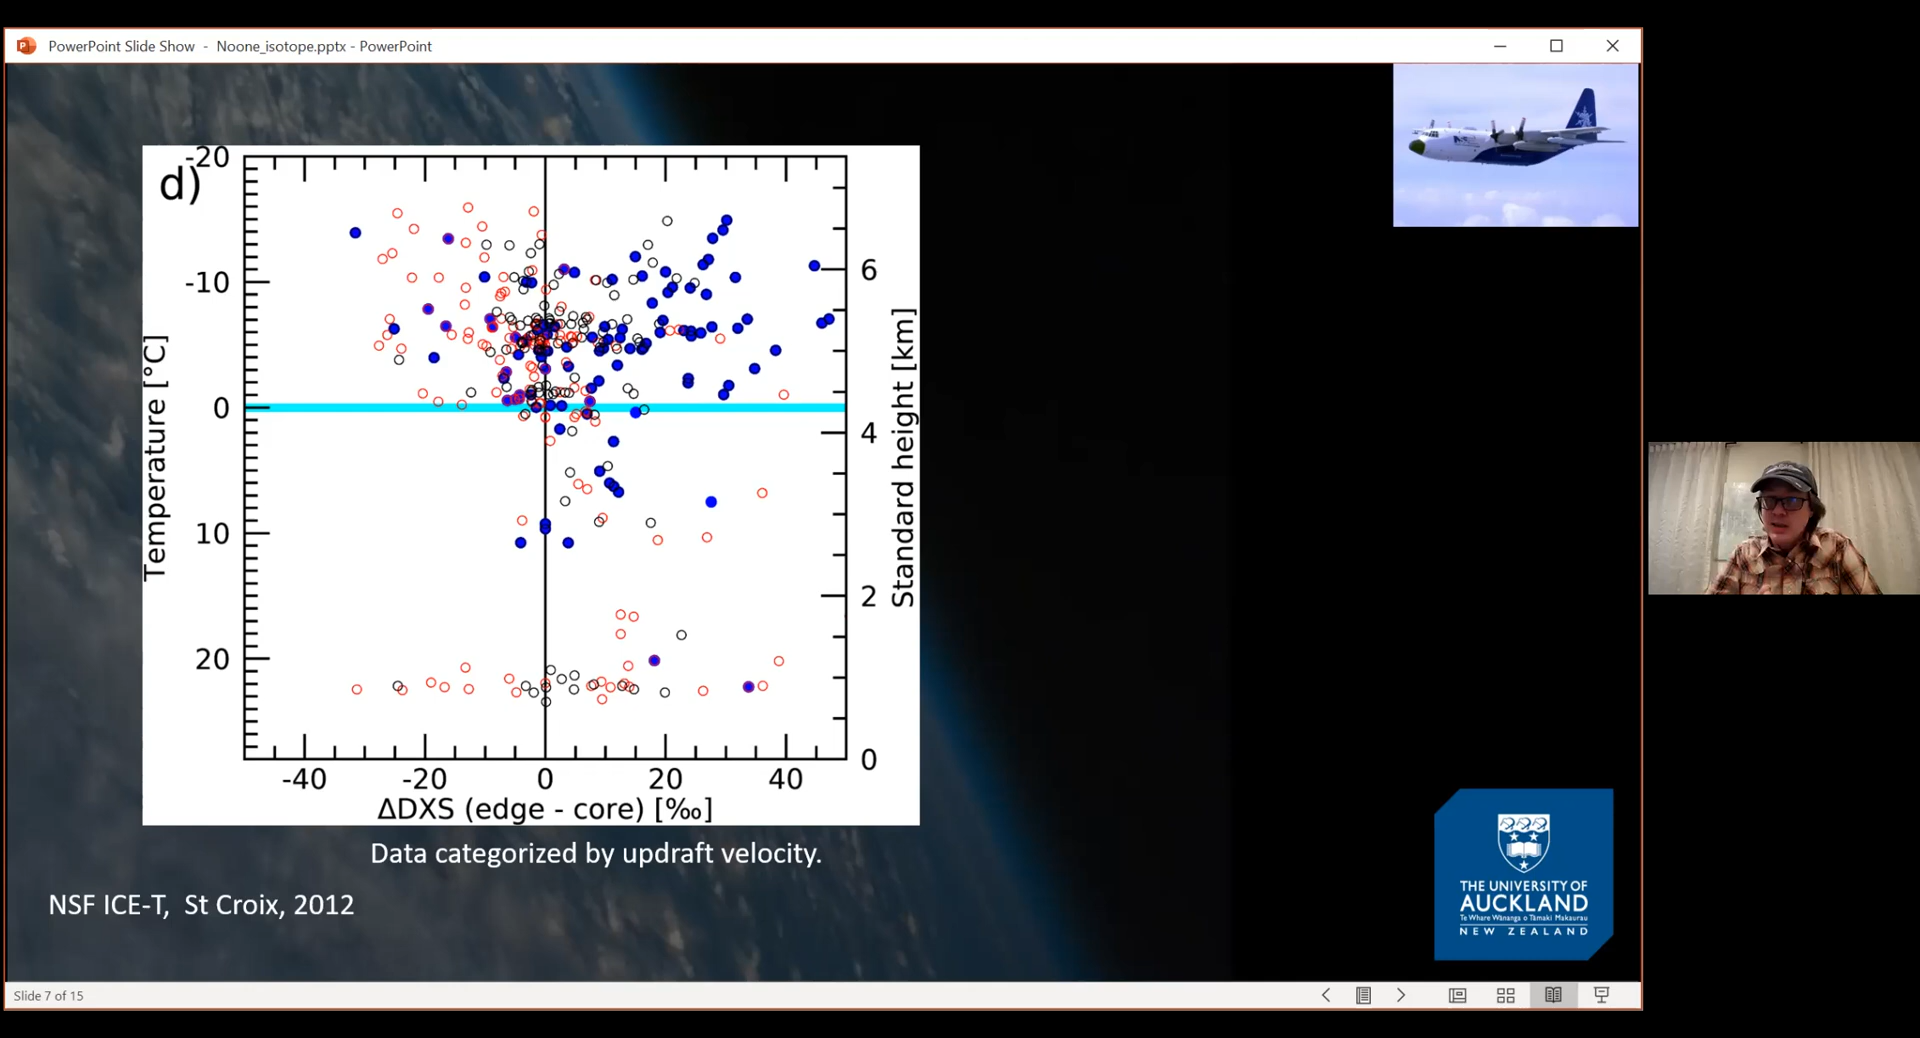 PowerPoint Slide Show - Noone_isotope.pptx - PowerPoint
d)
-20
-10
0
10
20
Temperature [°C]
6
4
2
0
Standard height [km]
-40 -20 0 20 40
ΔDXS (edge - core) [‰]
Data categorized by updraft velocity.
NSF ICE-T, St Croix, 2012
THE UNIVERSITY OF
AUCKLAND
Te Whare Wānanga o Tāmaki Makaurau
NEW ZEALAND
Slide 7 of 15